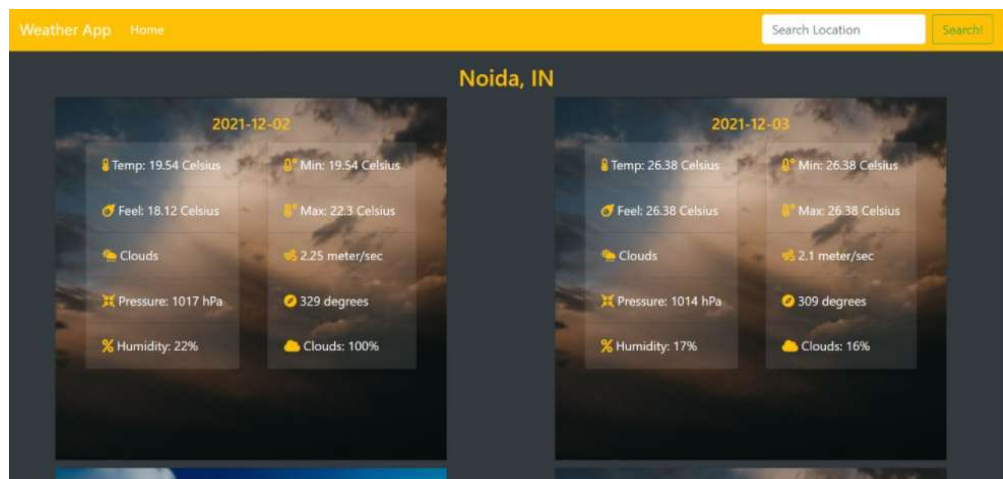 Weather App Home Search Location Search!
Noida, IN
2021-12-02
Temp: 19.54 Celsius Min: 19.54 Celsius
Feel: 18.12 Celsius Max: 22.3 Celsius
Clouds 2.25 meter/sec
Pressure: 1017 hPa 329 degrees
Humidity: 22% Clouds: 100%
2021-12-03
Temp: 26.38 Celsius Min: 26.38 Celsius
Feel: 26.38 Celsius Max: 26.38 Celsius
Clouds 2.1 meter/sec
Pressure: 1014 hPa 309 degrees
Humidity: 17% Clouds: 16%